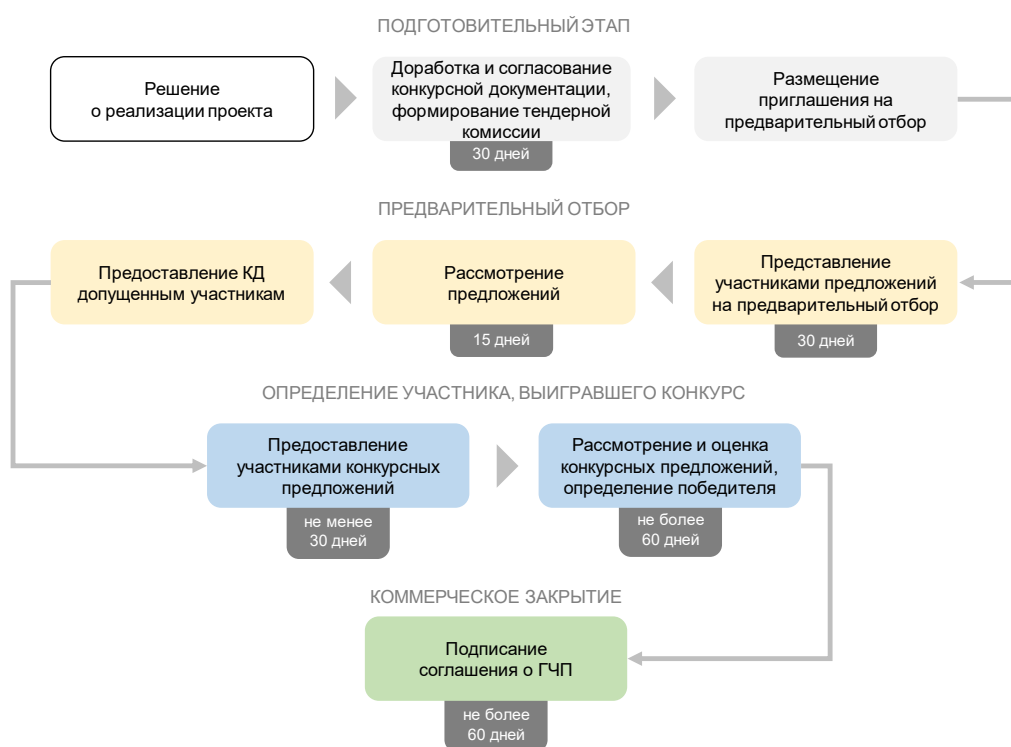 ПОДГОТОВИТЕЛЬНЫЙ ЭТАП
Решение
о реализации проекта
Доработка и согласование
конкурсной документации,
формирование тендерной
комиссии
30 дней
Размещение
приглашения на
предварительный отбор
ПРЕДВАРИТЕЛЬНЫЙ ОТБОР
Предоставление КД
допущенным участникам
Рассмотрение
предложений
15 дней
Представление
участниками предложений
на предварительный отбор
30 дней
ОПРЕДЕЛЕНИЕ УЧАСТНИКА, ВЫИГРАВШЕГО КОНКУРС
Предоставление
участниками конкурсных
предложений
не менее
30 дней
Рассмотрение и оценка
конкурсных предложений,
определение победителя
не более
60 дней
КОММЕРЧЕСКОЕ ЗАКРЫТИЕ
Подписание
соглашения о ГЧП
не более
60 дней